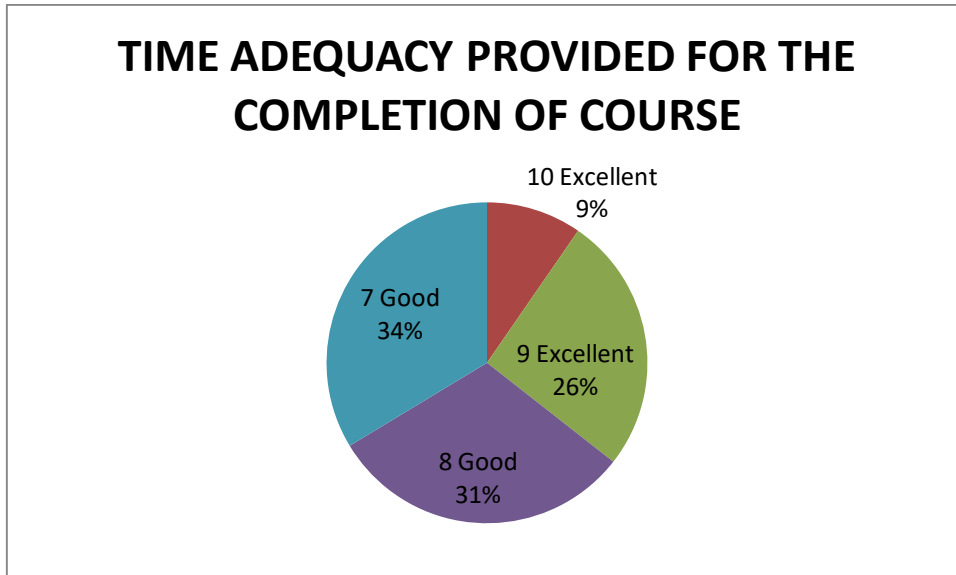 TIME ADEQUACY PROVIDED FOR THE
COMPLETION OF COURSE
10 Excellent
9%
7 Good
34%
9 Excellent
26%
8 Good
31%